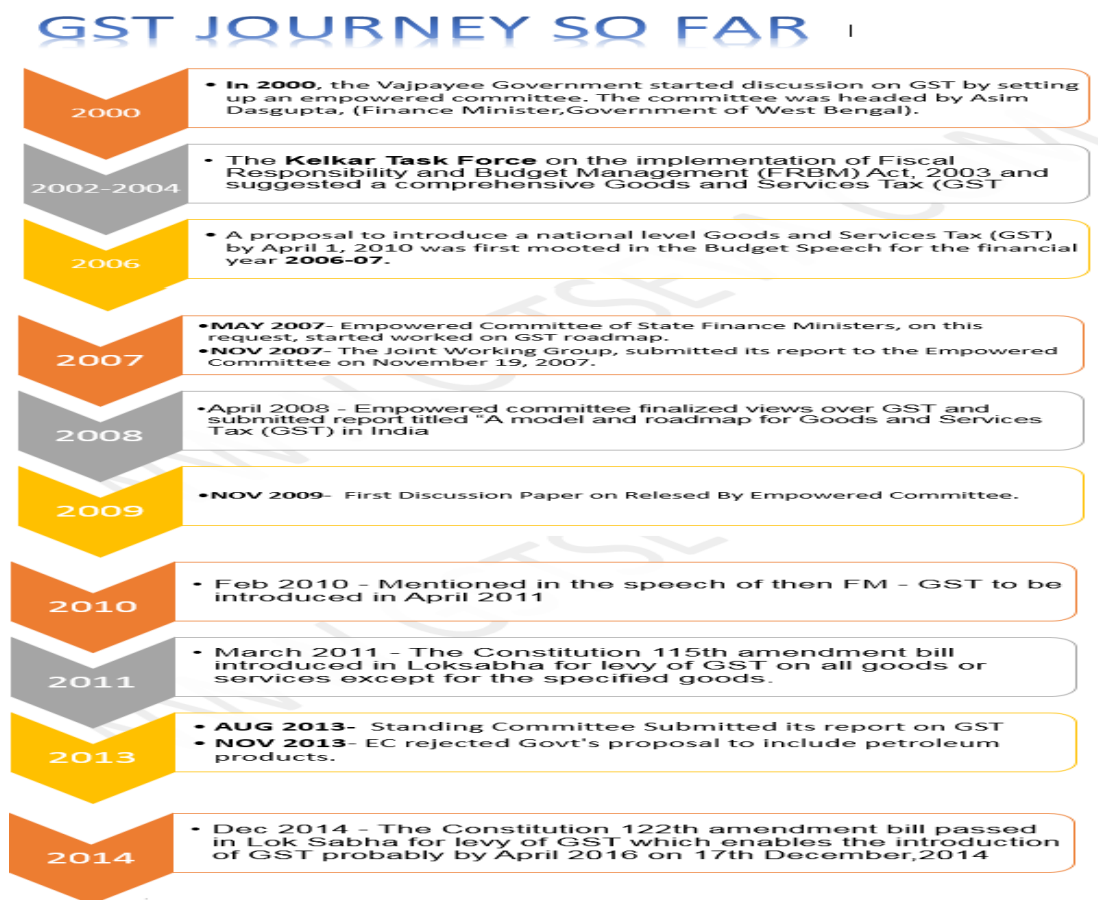 GST JOURNEY SO FAR
2000
• In 2000, the Vajpayee Government started discussion on GST by setting
up an empowered committee. The committee was headed by Asim
Dasgupta, (Finance Minister,Government of West Bengal).
2002-2004
• The Kelkar Task Force on the implementation of Fiscal
Responsibility and Budget Management (FRBM) Act, 2003 and
suggested a comprehensive Goods and Services Tax (GST
2006
• A proposal to introduce a national level Goods and Services Tax (GST)
by April 1, 2010 was first mooted in the Budget Speech for the financial
year 2006-07.
2007
•MAY 2007- Empowered Committee of State Finance Ministers, on this
request, started worked on GST roadmap.
•NOV 2007- The Joint Working Group, submitted its report to the Empowered
Committee on November 19, 2007.
2008
•April 2008 - Empowered committee finalized views over GST and
submitted report titled “A model and roadmap for Goods and Services
Tax (GST) in India
2009
•NOV 2009- First Discussion Paper on Relesed By Empowered Committee.
2010
• Feb 2010 - Mentioned in the speech of then FM - GST to be
introduced in April 2011
2011
• March 2011 - The Constitution 115th amendment bill
introduced in Loksabha for levy of GST on all goods or
services except for the specified goods.
2013
• AUG 2013- Standing Committee Submitted its report on GST
• NOV 2013- EC rejected Govt's proposal to include petroleum
products.
2014
• Dec 2014 - The Constitution 122th amendment bill passed
in Lok Sabha for levy of GST which enables the introduction
of GST probably by April 2016 on 17th December,2014